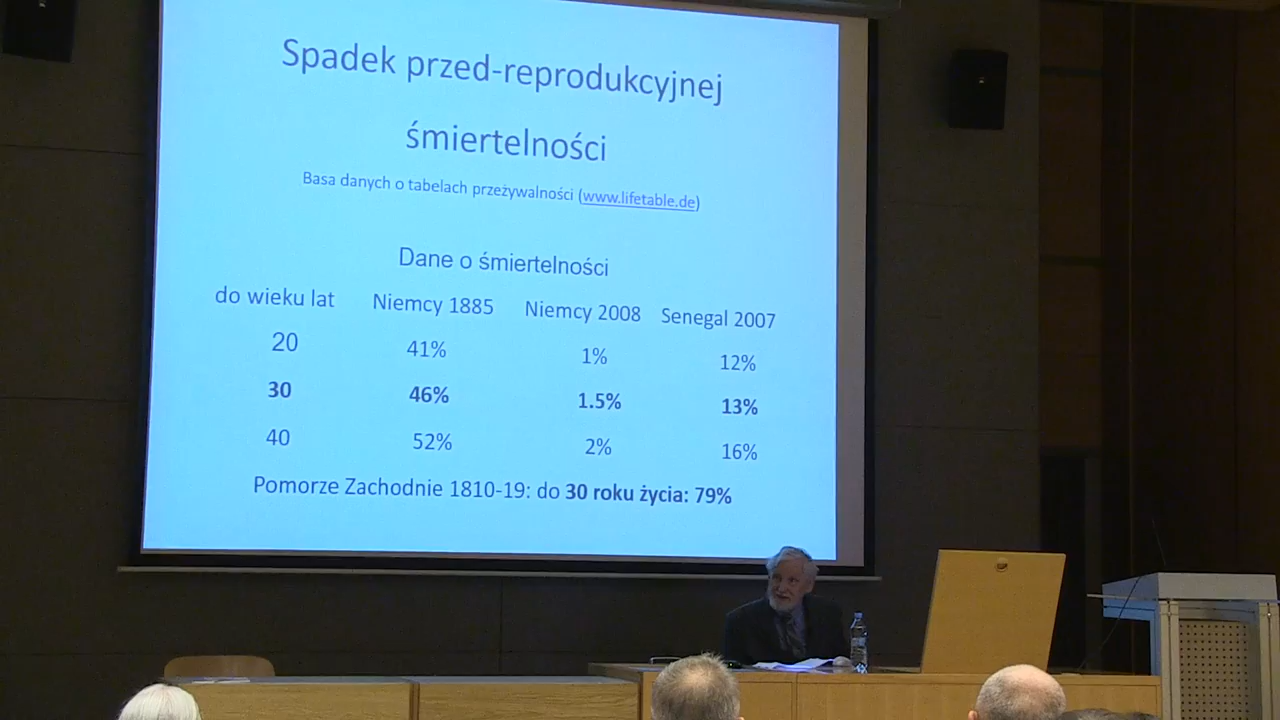 Spadek przed-reprodukcyjnej
śmiertelności
Basa danych o tabelach przeżywalności (www.lifetable.de)
Dane o śmiertelności
do wieku lat Niemcy 1885 Niemcy 2008 Senegal 2007
20 41% 1% 12%
30 46% 1.5% 13%
40 52% 2% 16%
Pomorze Zachodnie 1810-19: do 30 roku życia: 79%